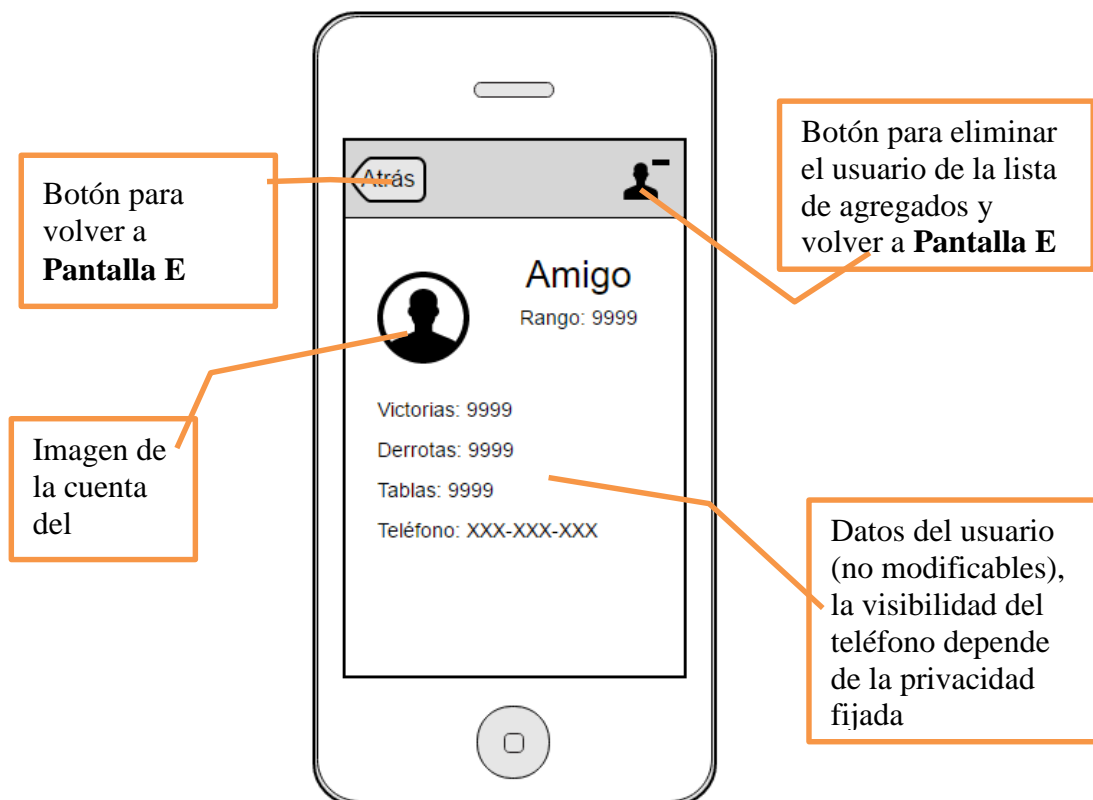 Botón para
volver a
Pantalla E
Imagen de
la cuenta
del
Atrás
Amigo
Rango: 9999
Victorias: 9999
Derrotas: 9999
Tablas: 9999
Teléfono: XXX-XXX-XXX
Botón para eliminar
el usuario de la lista
de agregados y
volver a Pantalla E
Datos del usuario
(no modificables),
la visibilidad del
teléfono depende
de la privacidad
fijada